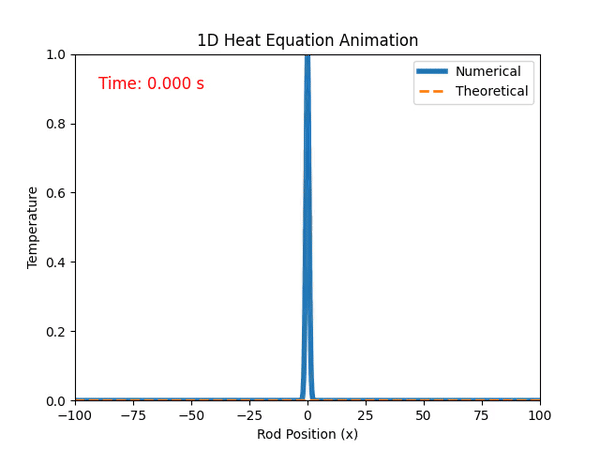 1D Heat Equation Animation
Time: 0.000 s
Numerical
Theoretical
Temperature
1.0
0.8
0.6
0.4
0.2
0.0
−100 −75 −50 −25 0 25 50 75 100
Rod Position (x)